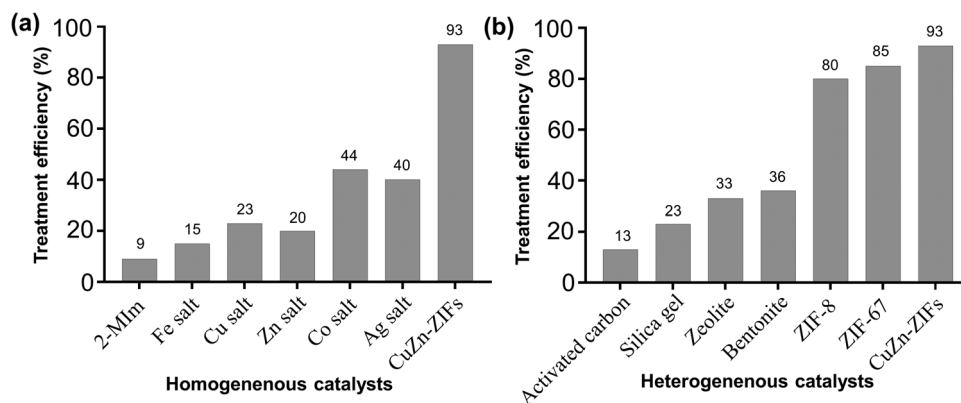 (a)
Treatment efficiency (%)
100
80
60
40
20
0
9
15
23
20
44
40
93
2-MIm
Fe salt
Cu salt
Zn salt
Co salt
Ag salt
CuZn-ZIFs
Homogenenous catalysts
(b)
Treatment efficiency (%)
100
80
60
40
20
0
13
23
33
36
80
85
93
Activated carbon
Silica gel
Zeolite
Bentonite
ZIF-8
ZIF-67
CuZn-ZIFs
Heterogenenous catalysts